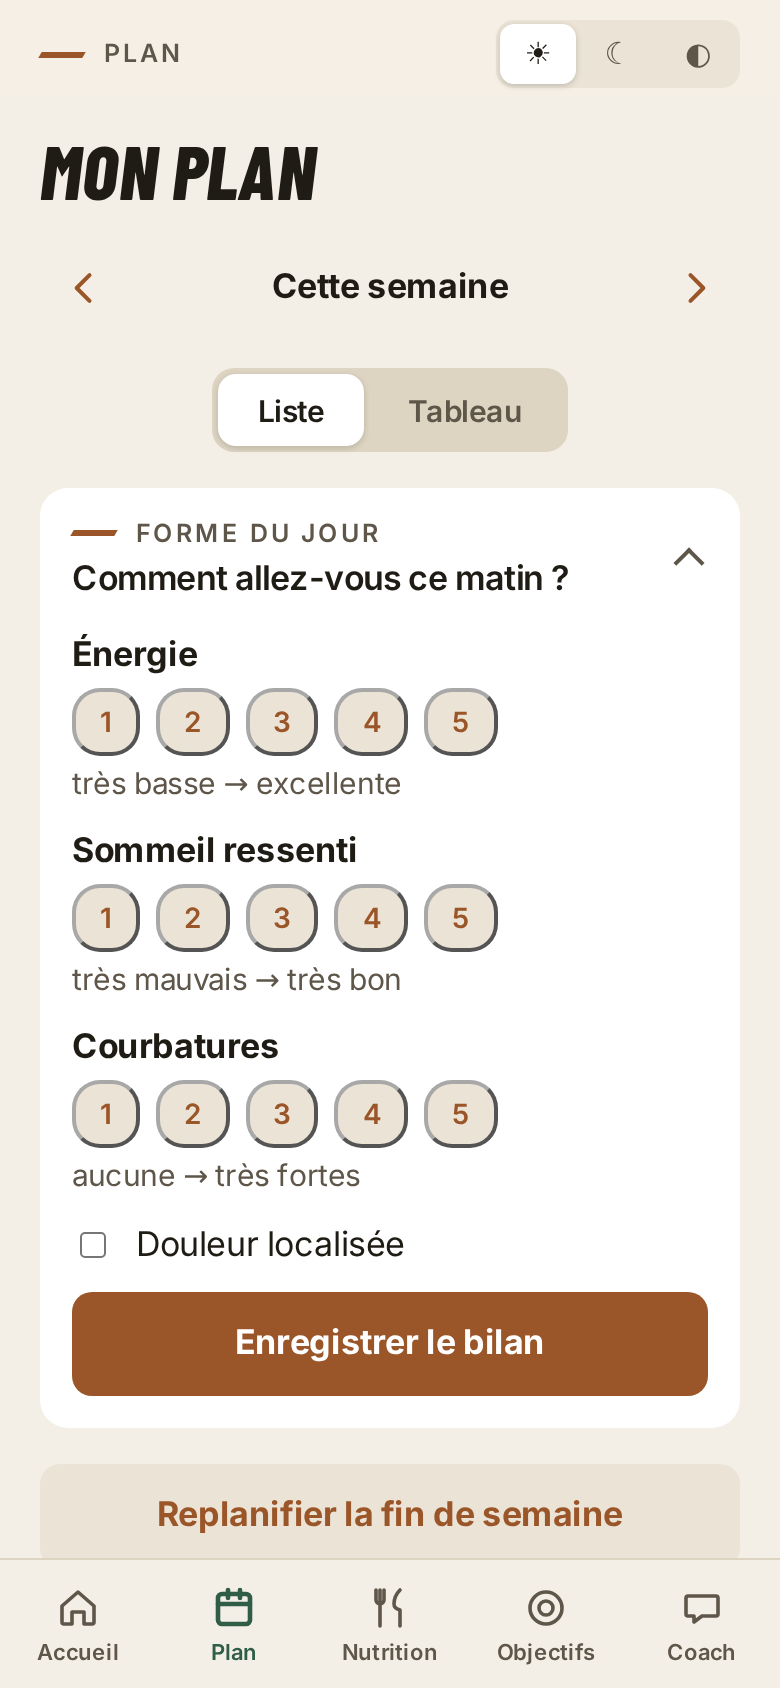 PLAN
MON PLAN
Cette semaine
Liste Tableau
FORME DU JOUR
Comment allez-vous ce matin ?
Énergie
1 2 3 4 5
très basse → excellente
Sommeil ressenti
1 2 3 4 5
très mauvais → très bon
Courbatures
1 2 3 4 5
aucune → très fortes
Douleur localisée
Enregistrer le bilan
Replanifier la fin de semaine
Accueil Plan Nutrition Objectifs Coach